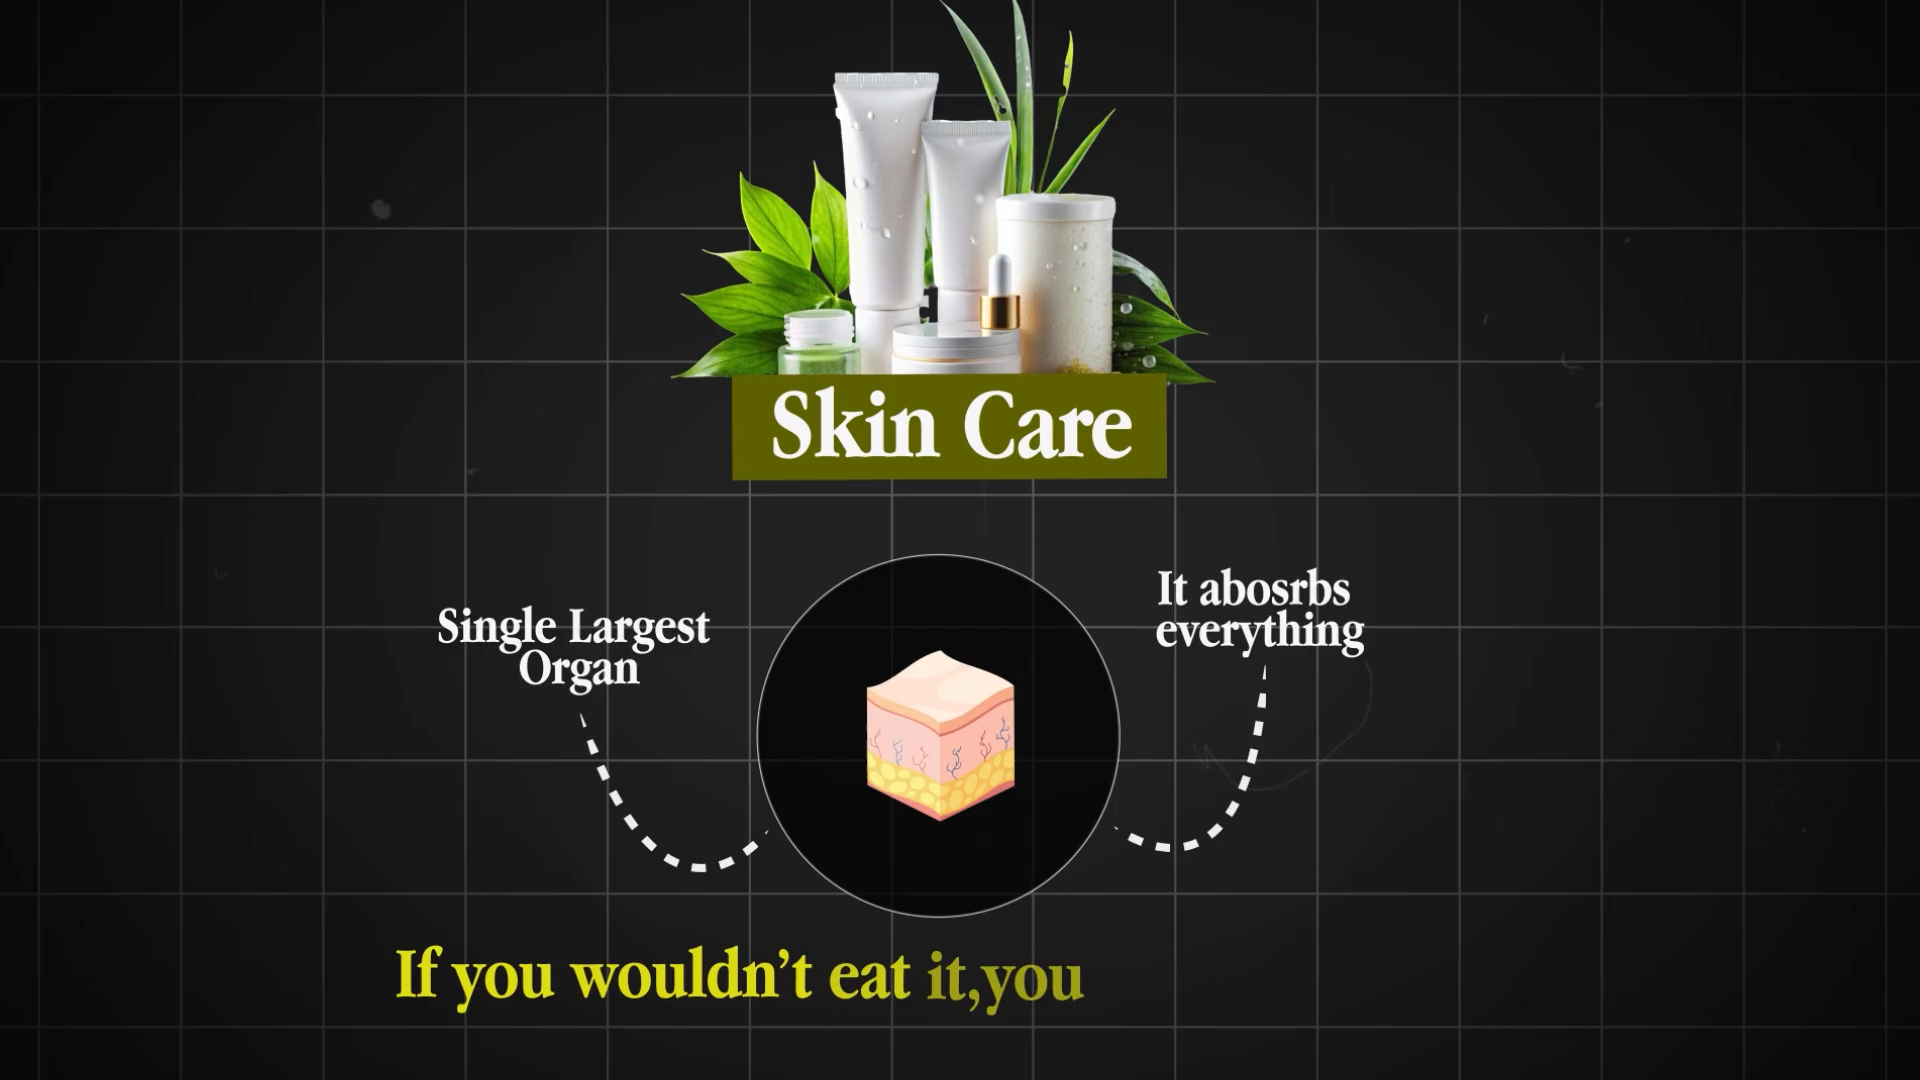 Skin Care
Single Largest
Organ
It abosrbs
everything
If you wouldn’t eat it,you